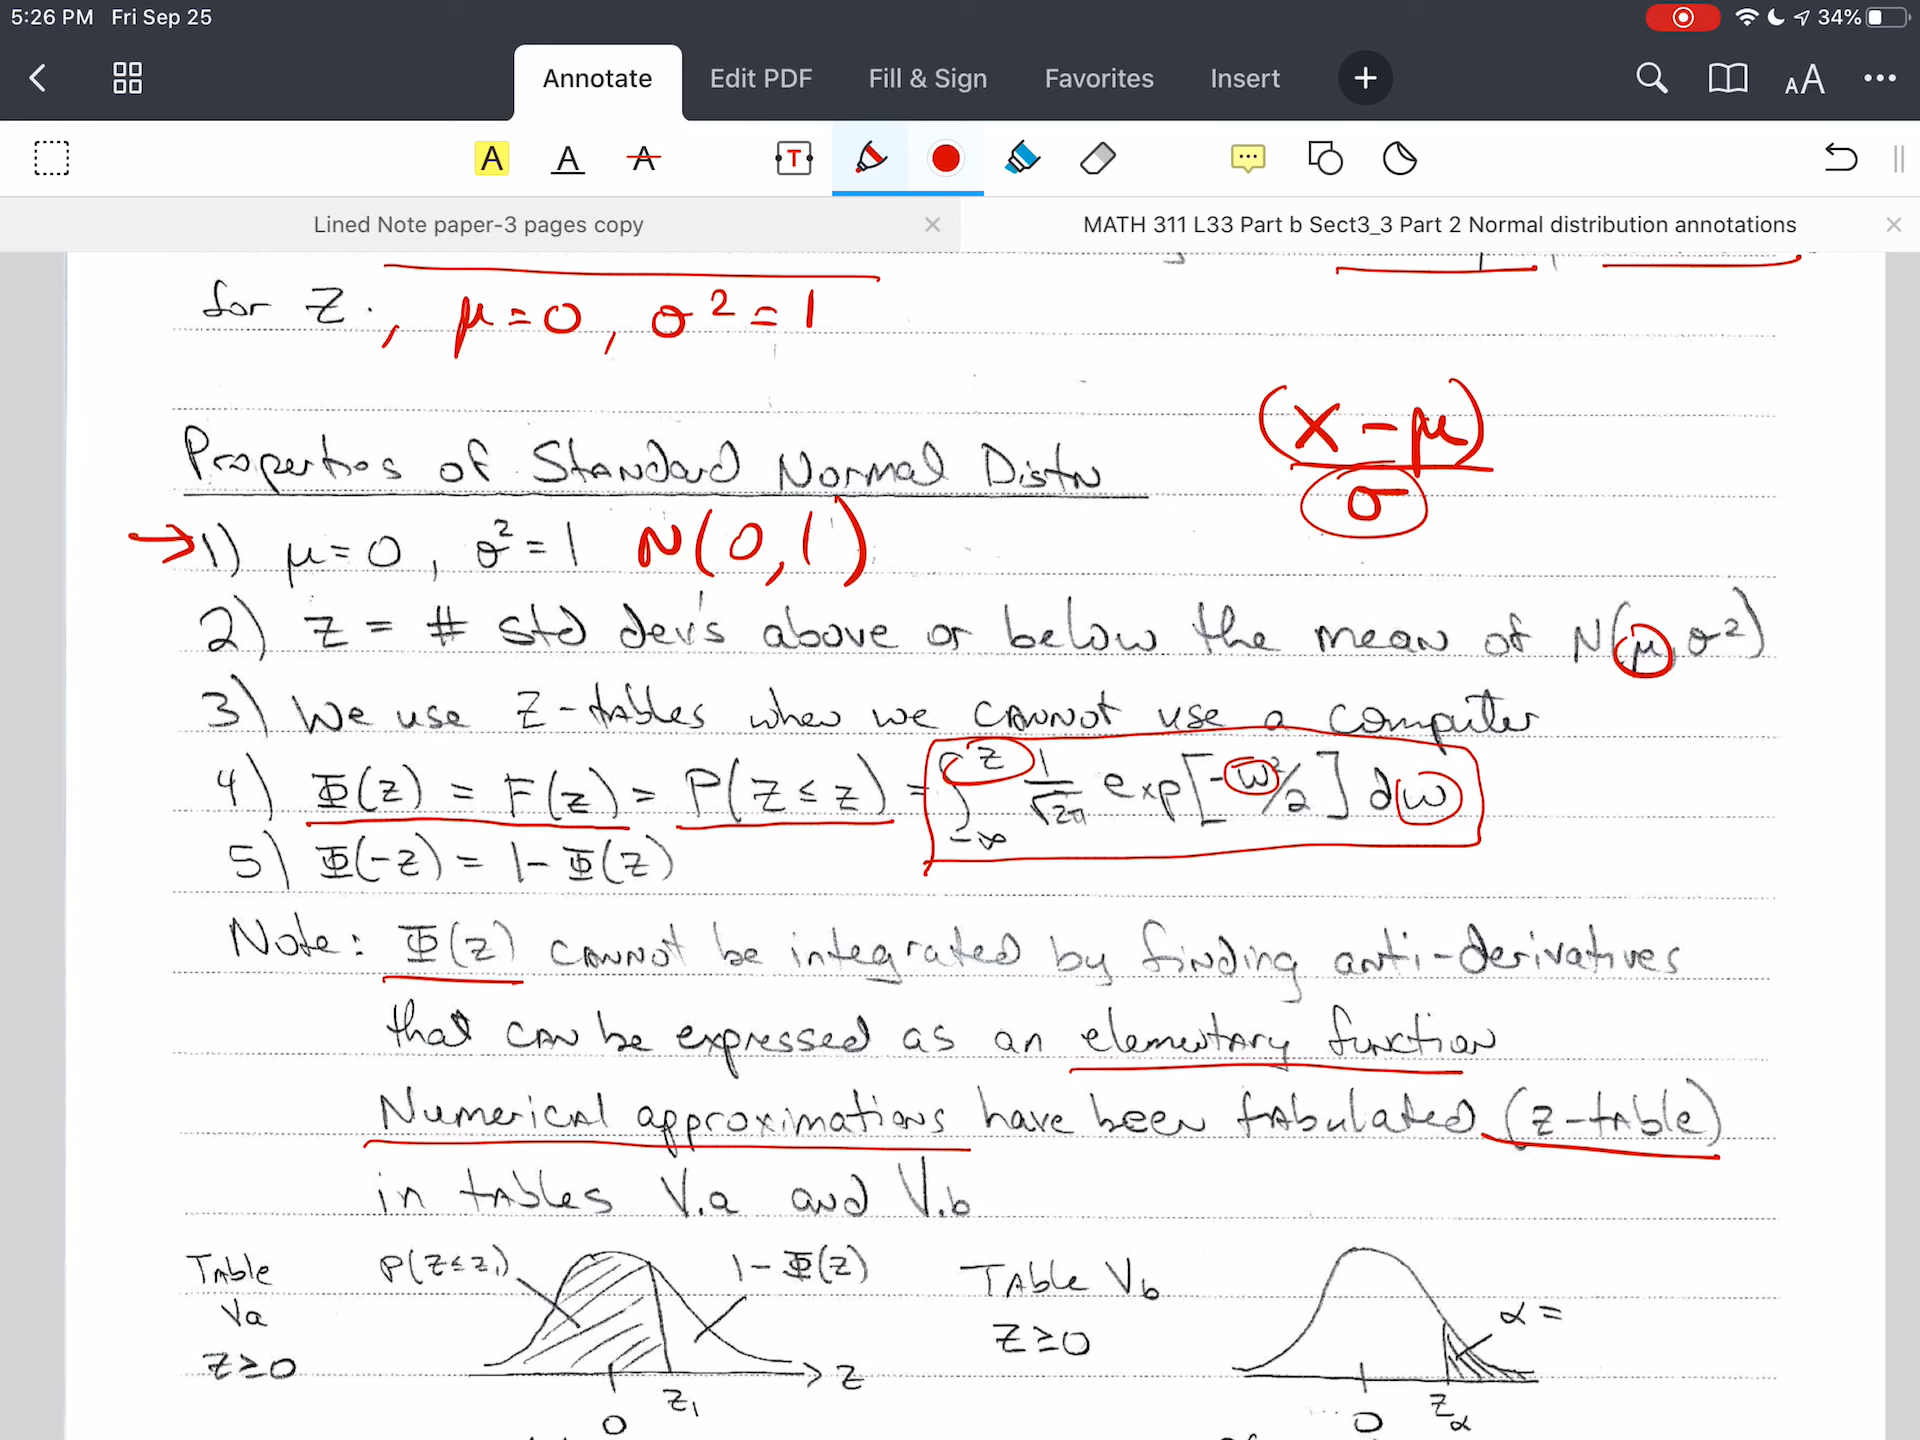 5:26 PM Fri Sep 25 34%
Annotate Edit PDF Fill & Sign Favorites Insert
A A A T AA
Lined Note paper-3 pages copy
MATH 311 L33 Part b Sect3_3 Part 2 Normal distribution annotations
for Z. , μ=0, σ²=1
(x-μ)
σ
Properties of Standard Normal Distn
→1) μ=0, σ²=1 N(0,1)
2) Z = # std dev's above or below the mean of N(μ,σ²)
3) We use Z-tables when we cannot use a computer
4) Φ(z) = F(z) = P(Z≤z) = ∫_{-∞}^{z} 1/√2π exp[-w²/2] dw
5) Φ(-z) = 1-Φ(z)
Note: Φ(z) cannot be integrated by finding anti-derivatives
that can be expressed as an elementary function
Numerical approximations have been tabulated (z-table)
in tables V.a and V.b
Table Va Z≥0
P(Z≤z₁) 1-Φ(z)
0 z₁ Z
Table Vb
Z≥0
α=
0 z_α